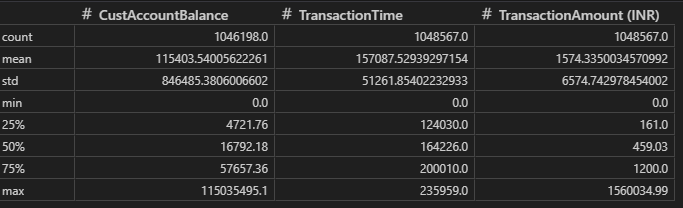 # CustAccountBalance # TransactionTime # TransactionAmount (INR)
count 1046198.0 1048567.0 1048567.0
mean 115403.54005622261 157087.52939297154 1574.3350034570992
std 846485.3806006602 51261.85402232933 6574.742978454002
min 0.0 0.0 0.0
25% 4721.76 124030.0 161.0
50% 16792.18 164226.0 459.03
75% 57657.36 200010.0 1200.0
max 115035495.1 235959.0 1560034.99